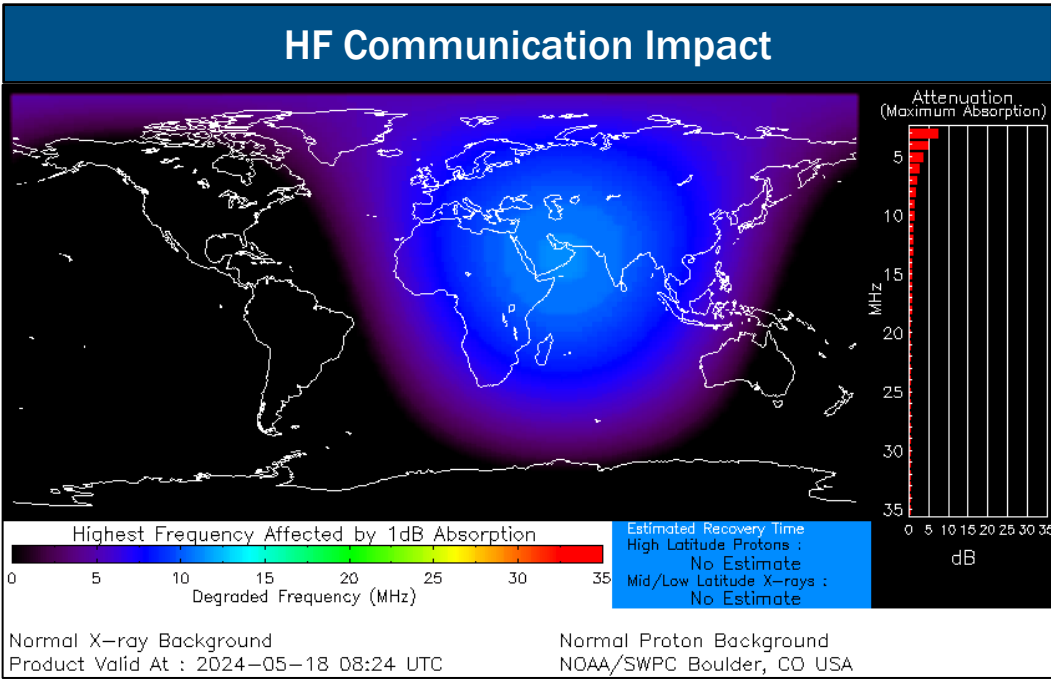 HF Communication Impact
Attenuation
(Maximum Absorption)
5
10
15
20
25
30
35
MHz
0 5 10 15 20 25 30 35
dB
Highest Frequency Affected by 1dB Absorption
0 5 10 15 20 25 30 35
Degraded Frequency (MHz)
Estimated Recovery Time
High Latitude Protons :
No Estimate
Mid/Low Latitude X-rays :
No Estimate
Normal X-ray Background
Product Valid At : 2024-05-18 08:24 UTC
Normal Proton Background
NOAA/SWPC Boulder, CO USA